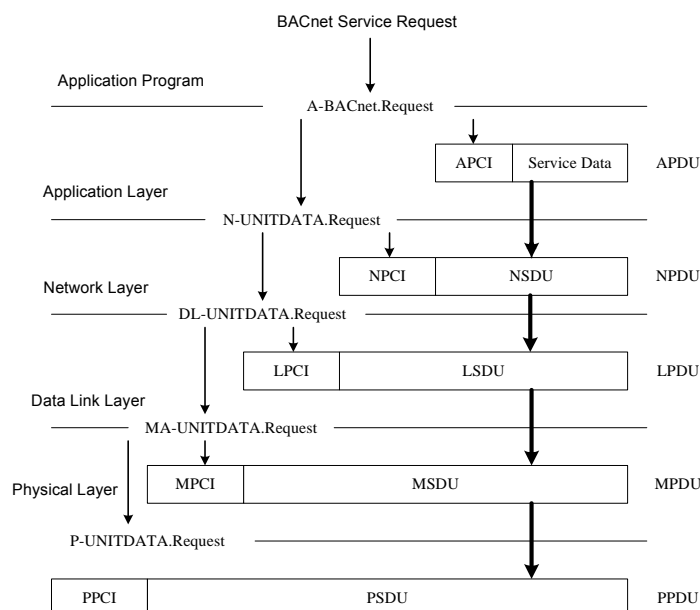 BACnet Service Request
Application Program
A-BACnet.Request
APCI Service Data APDU
Application Layer
N-UNITDATA.Request
NPCI NSDU NPDU
Network Layer
DL-UNITDATA.Request
LPCI LSDU LPDU
Data Link Layer
MA-UNITDATA.Request
MPCI MSDU MPDU
Physical Layer
P-UNITDATA.Request
PPCI PSDU PPDU